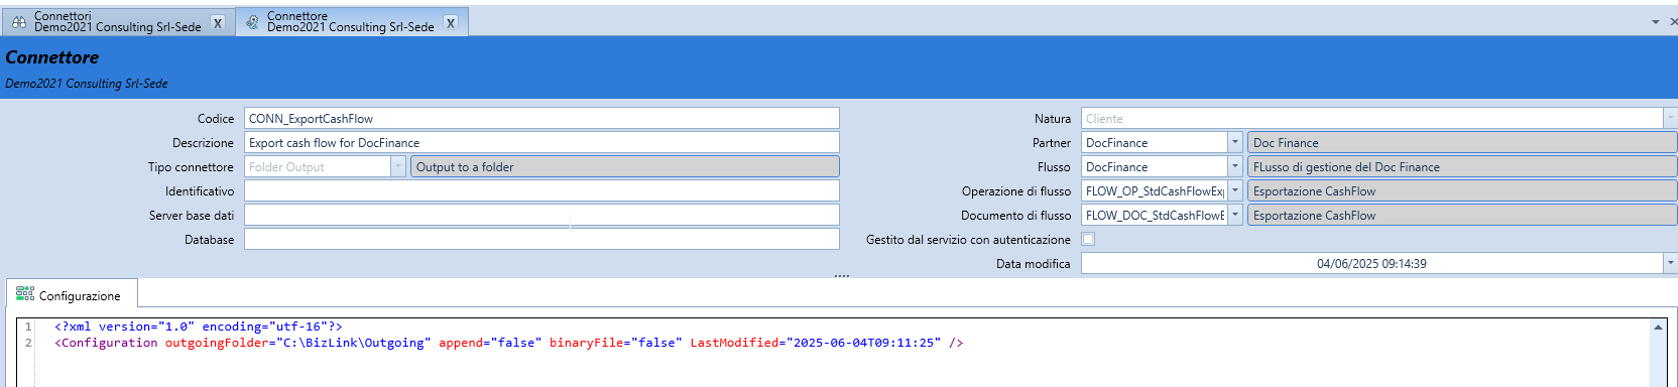 Connettori
Demo2021 Consulting Srl-Sede X
Connettore
Demo2021 Consulting Srl-Sede X
Connettore
Demo2021 Consulting Srl-Sede
Codice CONN_ExportCashFlow
Descrizione Export cash flow for DocFinance
Tipo connettore Folder Output Output to a folder
Identificativo
Server base dati
Database
Natura Cliente
Partner DocFinance Doc Finance
Flusso DocFinance FLusso di gestione del Doc Finance
Operazione di flusso FLOW_OP_StdCashFlowExp Esportazione CashFlow
Documento di flusso FLOW_DOC_StdCashFlowE Esportazione CashFlow
Gestito dal servizio con autenticazione
Data modifica 04/06/2025 09:14:39
Configurazione
1 <?xml version="1.0" encoding="utf-16"?>
2 <Configuration outgoingFolder="C:\BizLink\Outgoing" append="false" binaryFile="false" LastModified="2025-06-04T09:11:25" />